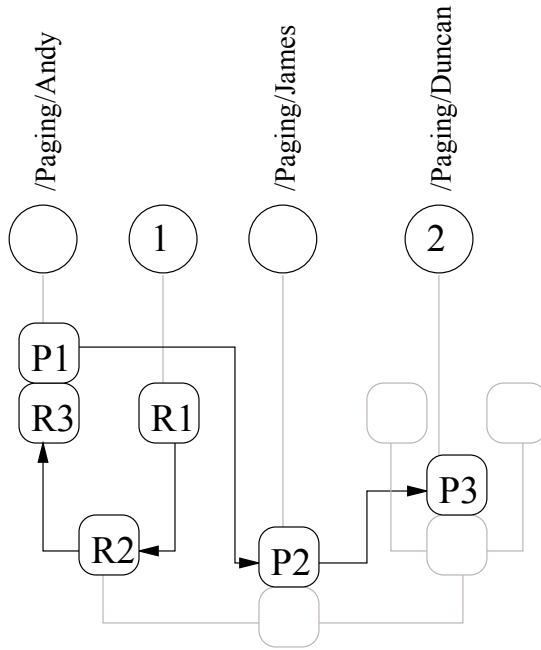 /Paging/Andy
/Paging/James
/Paging/Duncan
1
2
P1
R3
R1
P3
R2
P2